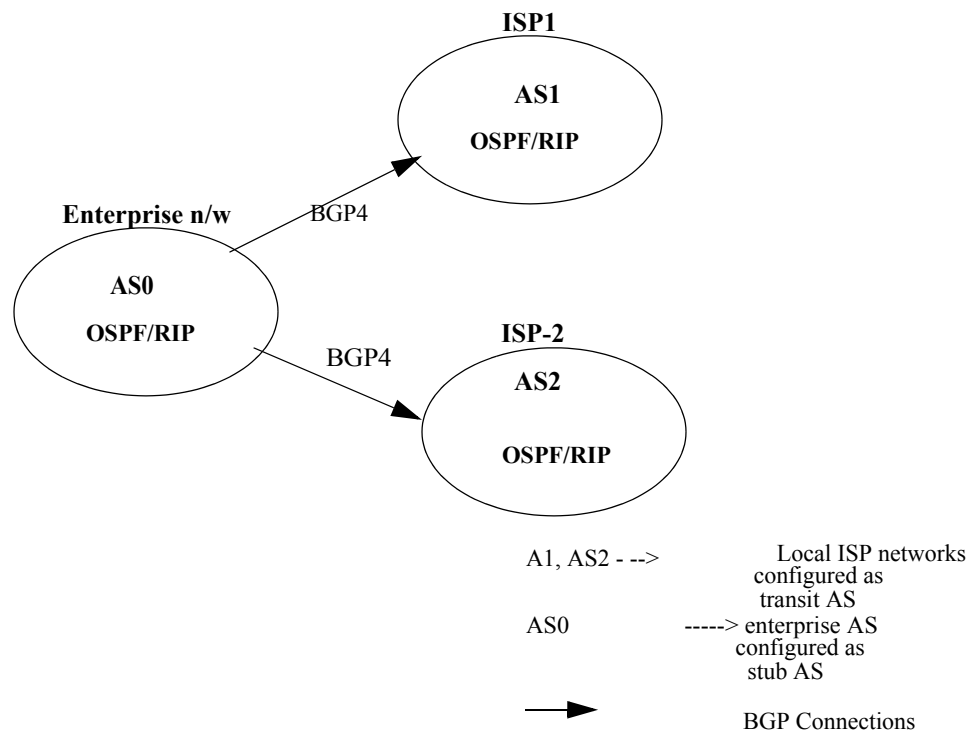 ISP1
AS1
OSPF/RIP
BGP4
Enterprise n/w
AS0
OSPF/RIP
BGP4
ISP-2
AS2
OSPF/RIP
A1, AS2 - --> Local ISP networks
configured as
transit AS
AS0 -----> enterprise AS
configured as
stub AS
BGP Connections